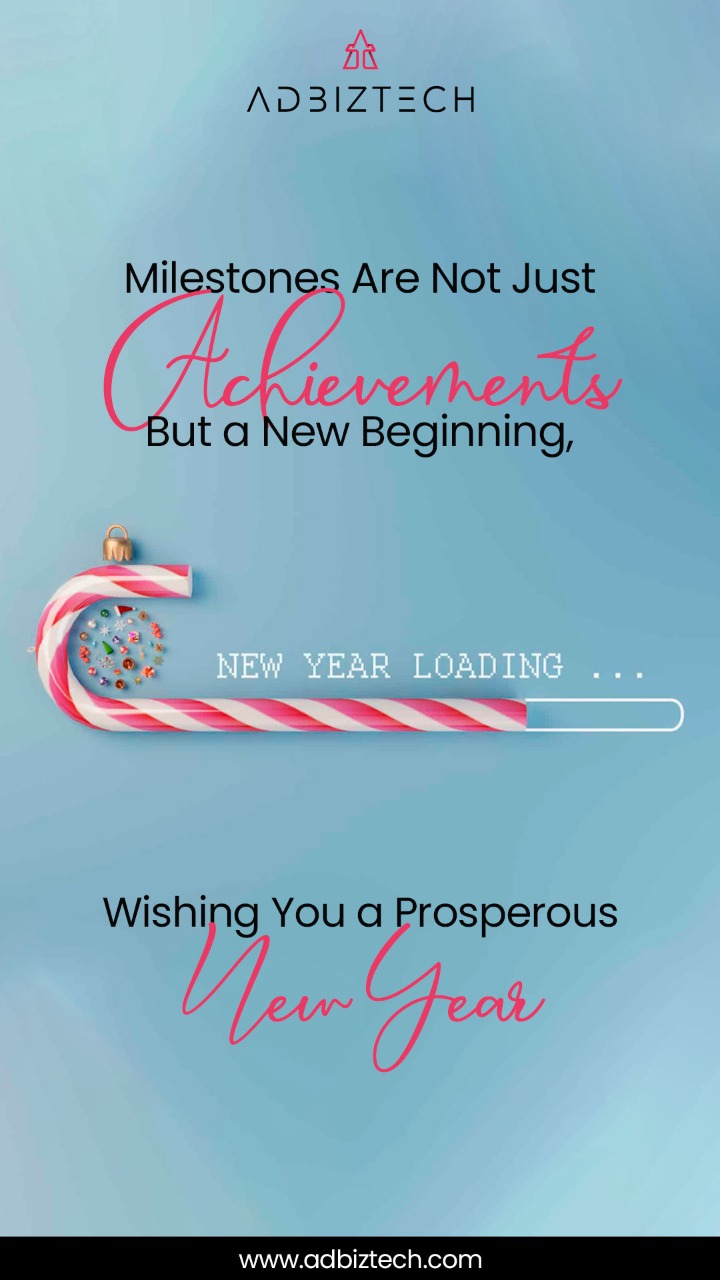 ADBIZTECH
Milestones Are Not Just
Achievements
But a New Beginning,
NEW YEAR LOADING ...
Wishing You a Prosperous
New Year
www.adbiztech.com